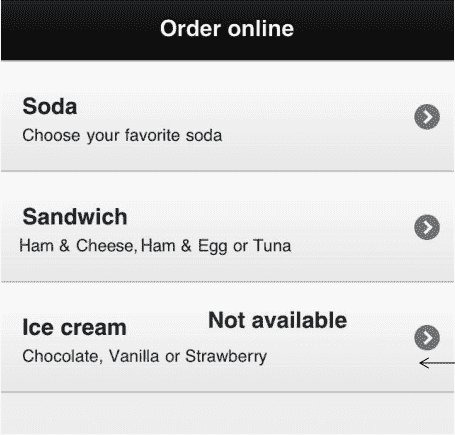 Order online
Soda
Choose your favorite soda
Sandwich
Ham & Cheese, Ham & Egg or Tuna
Ice cream Not available
Chocolate, Vanilla or Strawberry